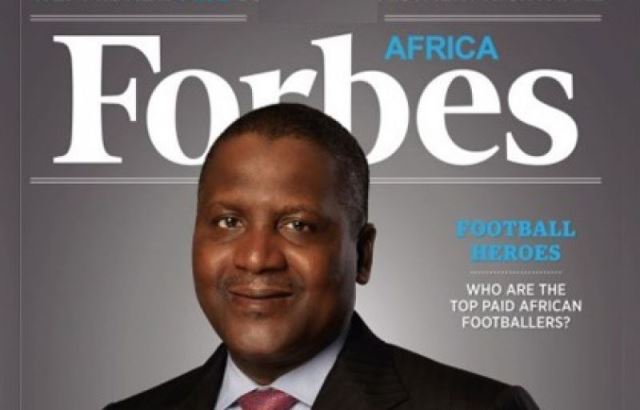 AFRICA
Forbes
FOOTBALL
HEROES
WHO ARE THE
TOP PAID AFRICAN
FOOTBALLERS?